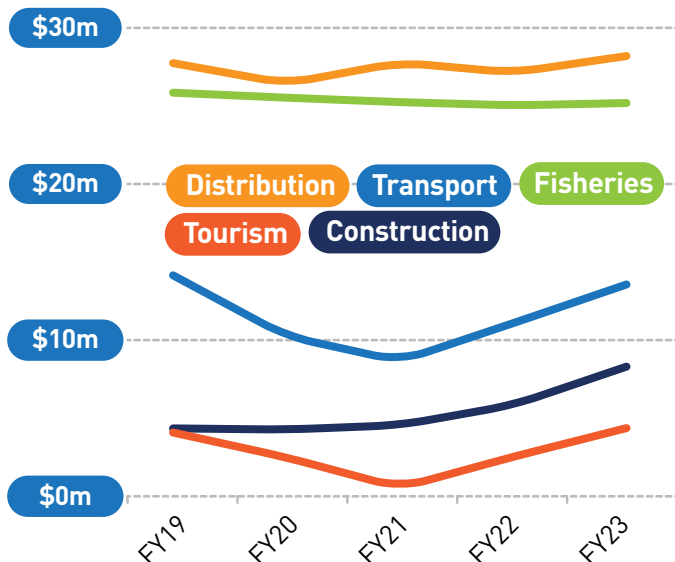 $30m
$20m
Distribution Transport Fisheries
Tourism Construction
$10m
$0m
FY19 FY20 FY21 FY22 FY23